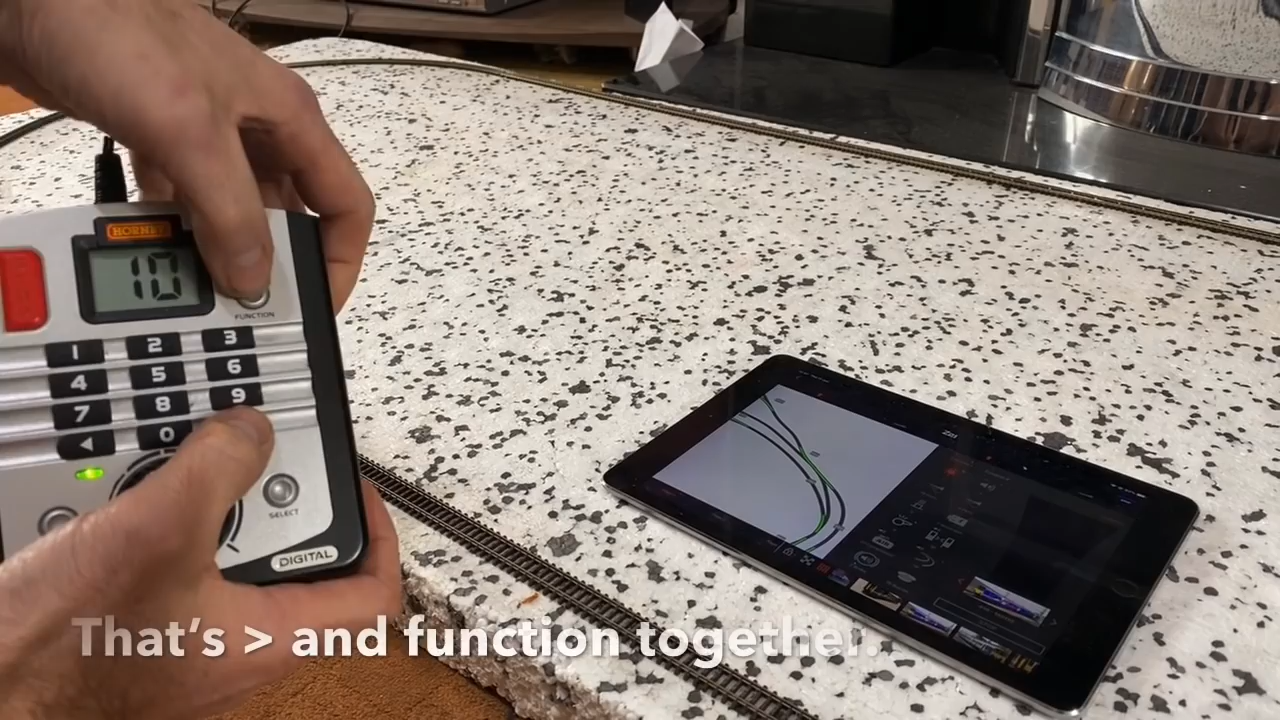 HORNBY
10
FUNCTION
1 2 3
4 5 6
7 8 9
◀ 0
SELECT
DIGITAL
Z21
That's > and function together.